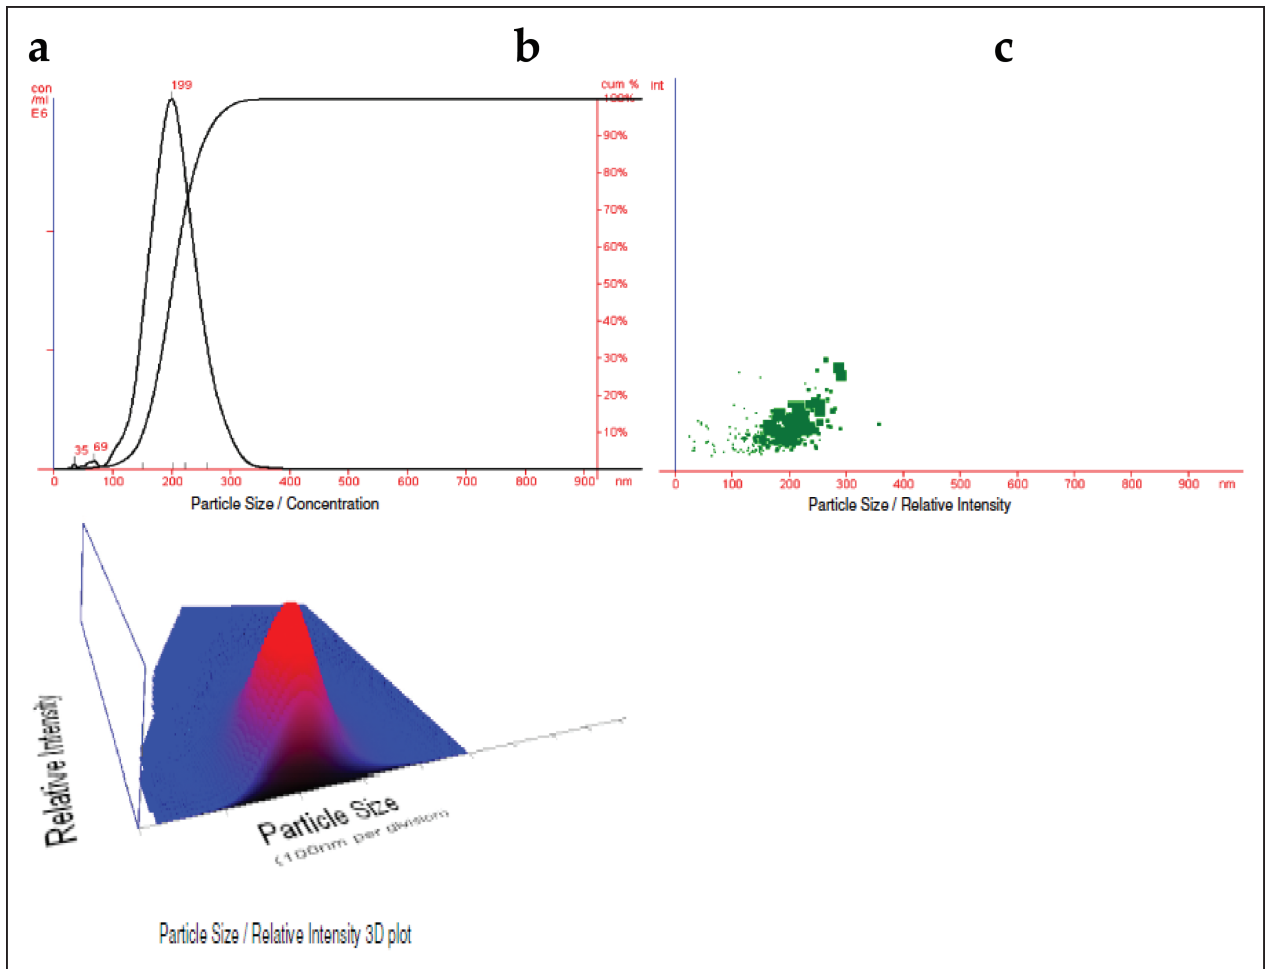 a b c
199
con
/ml
E6
cum %
100%
90%
80%
70%
60%
50%
40%
30%
20%
10%
35 69
0 100 200 300 400 500 600 700 800 900 nm
Particle Size / Concentration
int
0 100 200 300 400 500 600 700 800 900 nm
Particle Size / Relative Intensity
Relative Intensity
Particle Size
(100nm per division)
Particle Size / Relative Intensity 3D plot